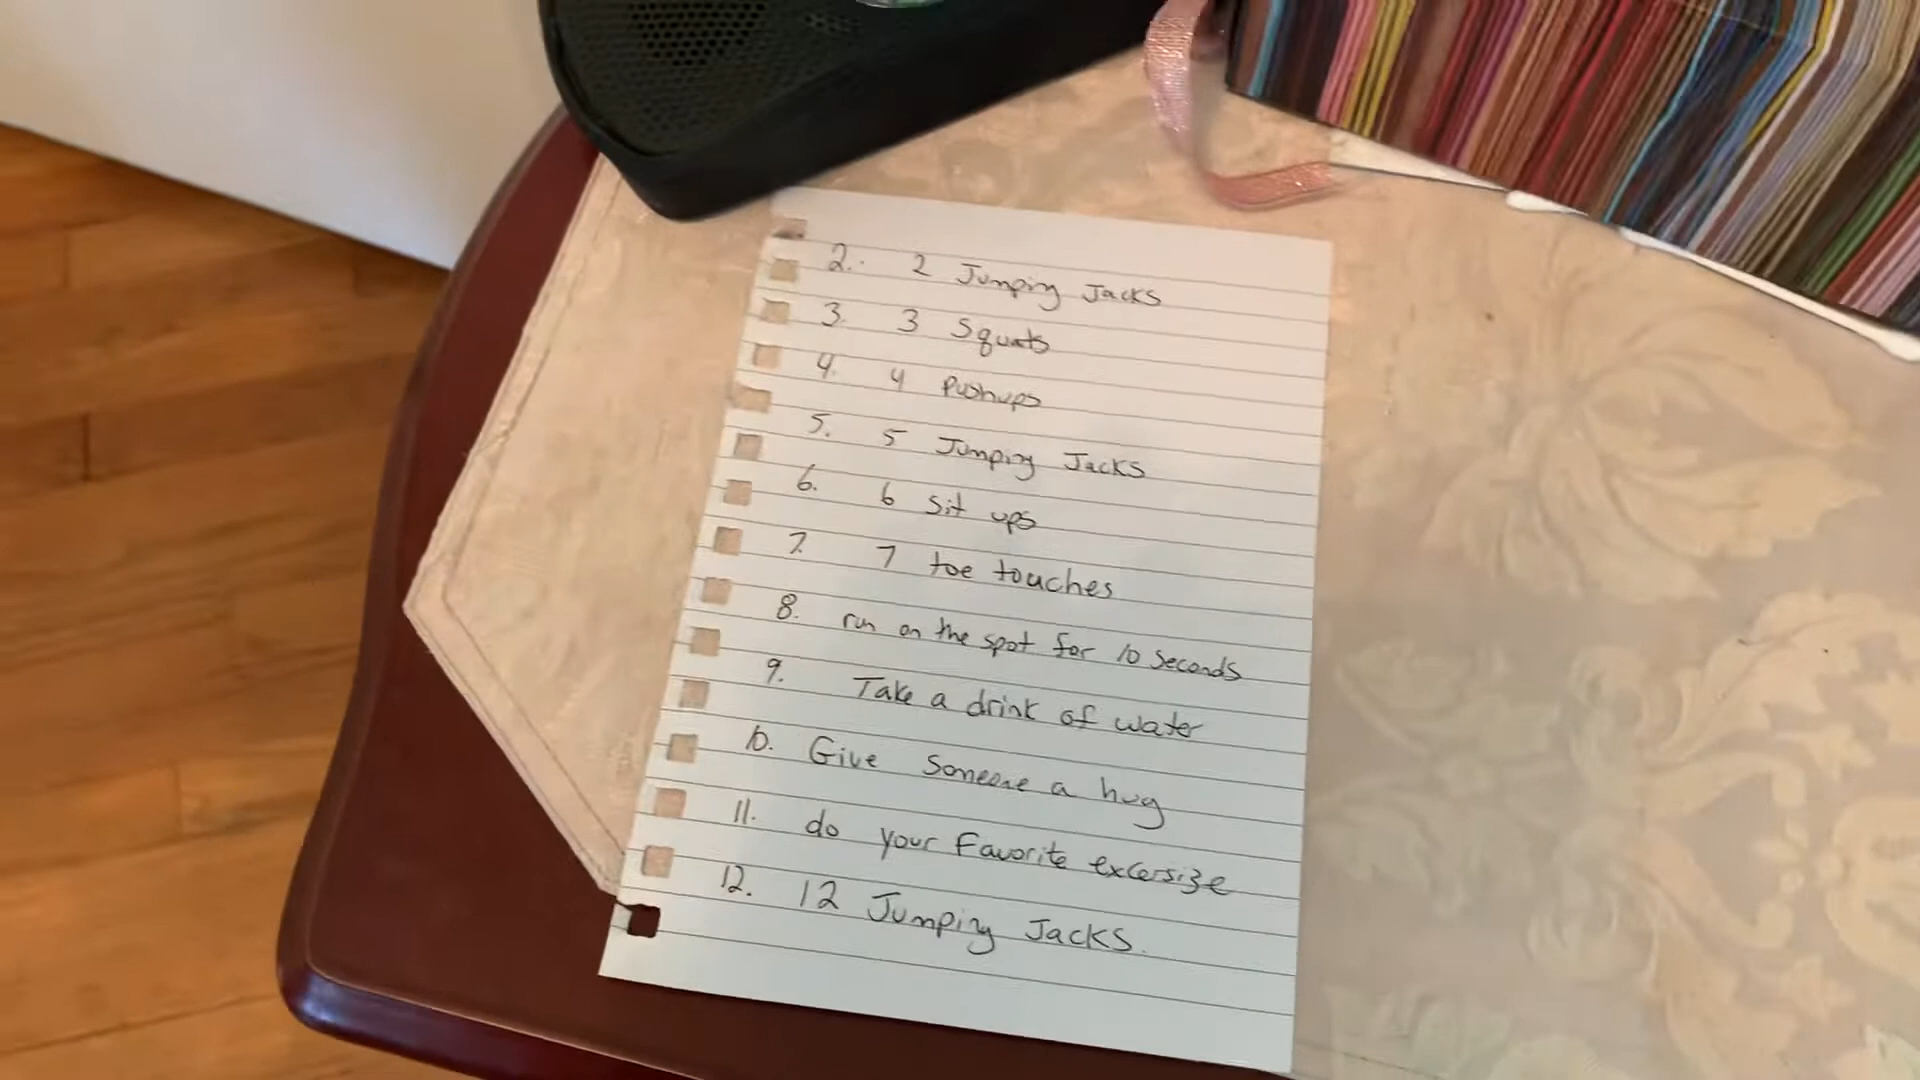 2. 2 Jumping Jacks
3. 3 Squats
4. 4 Pushups
5. 5 Jumping Jacks
6. 6 sit ups
7. 7 toe touches
8. run on the spot for 10 Seconds
9. Take a drink of water
10. Give Someone a hug
11. do your Favorite excersize
12. 12 Jumping Jacks.